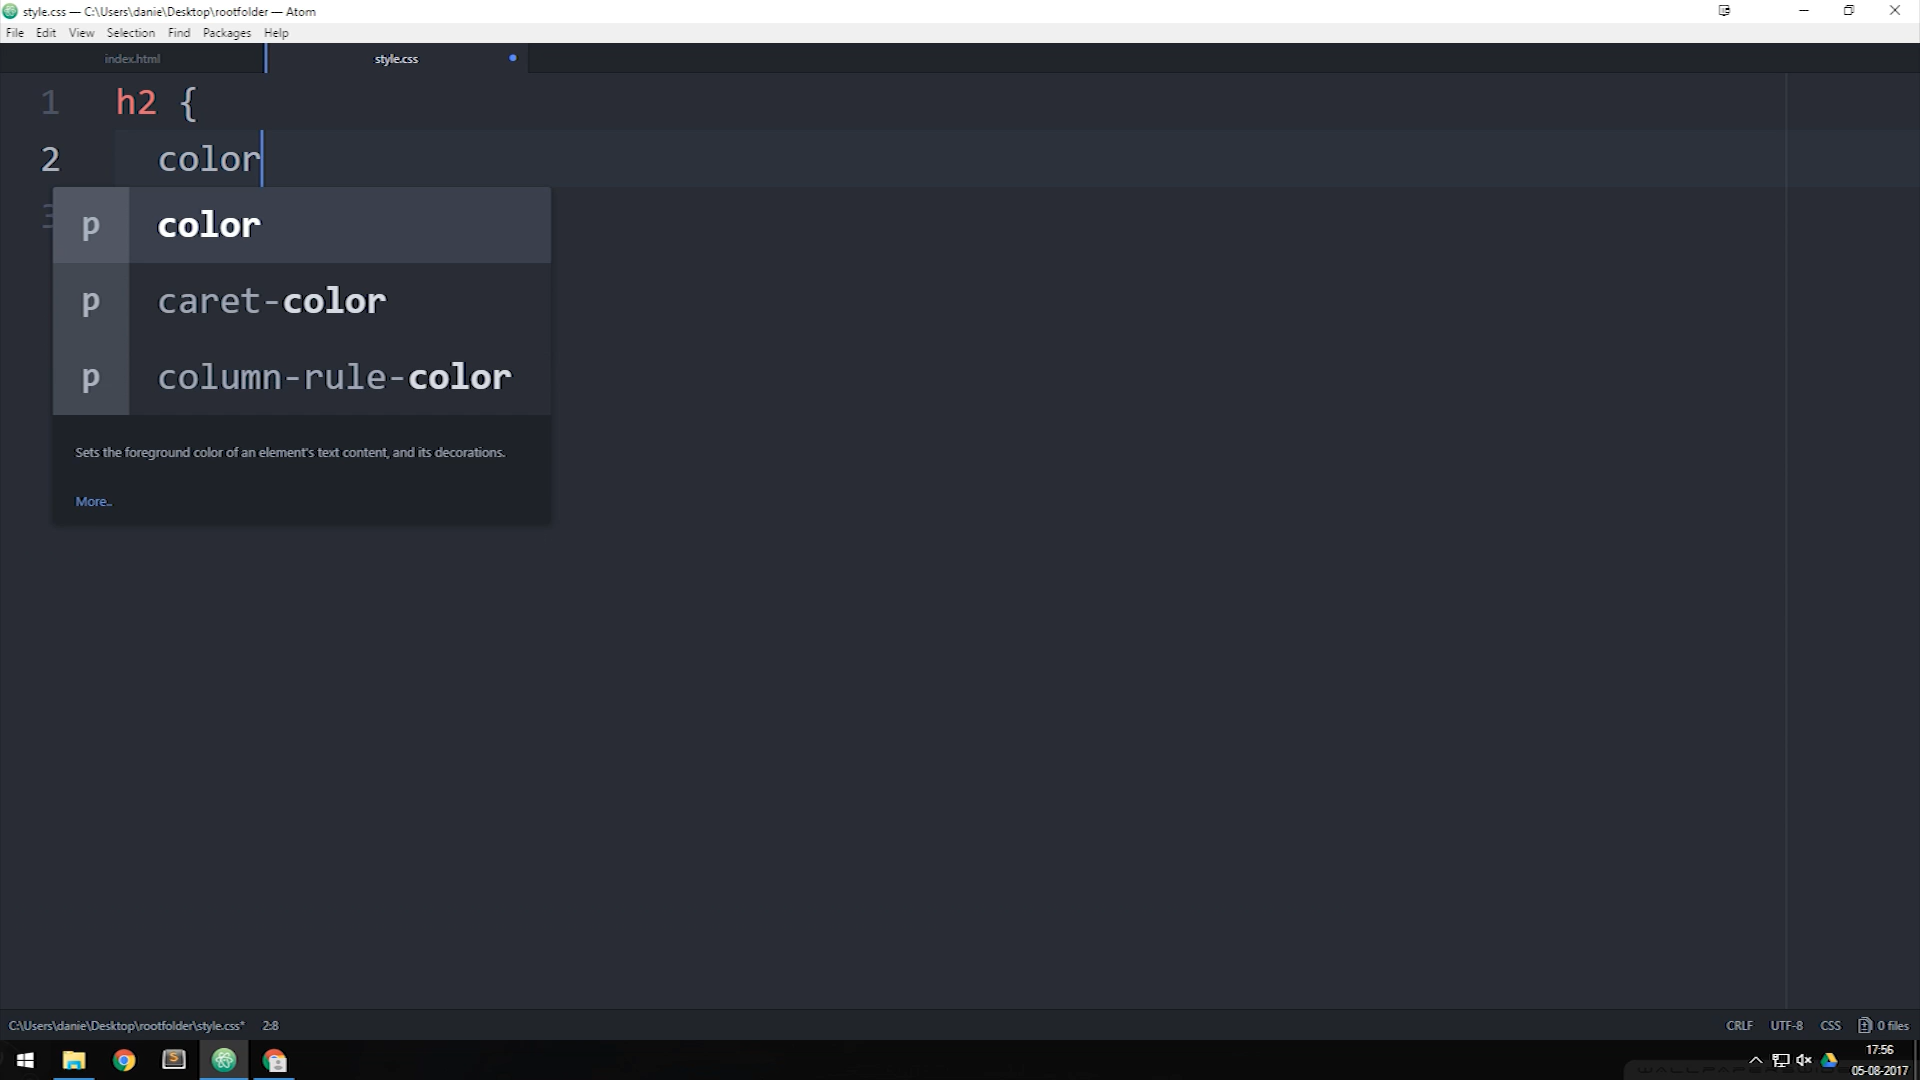 style.css — C:\Users\danie\Desktop\rootfolder — Atom
File Edit View Selection Find Packages Help
index.html style.css
1 h2 {
2 color
3
p color
p caret-color
p column-rule-color
Sets the foreground color of an element's text content, and its decorations.
More..
C:\Users\danie\Desktop\rootfolder\style.css* 2:8 CRLF UTF-8 CSS 0 files
17:56
05-08-2017